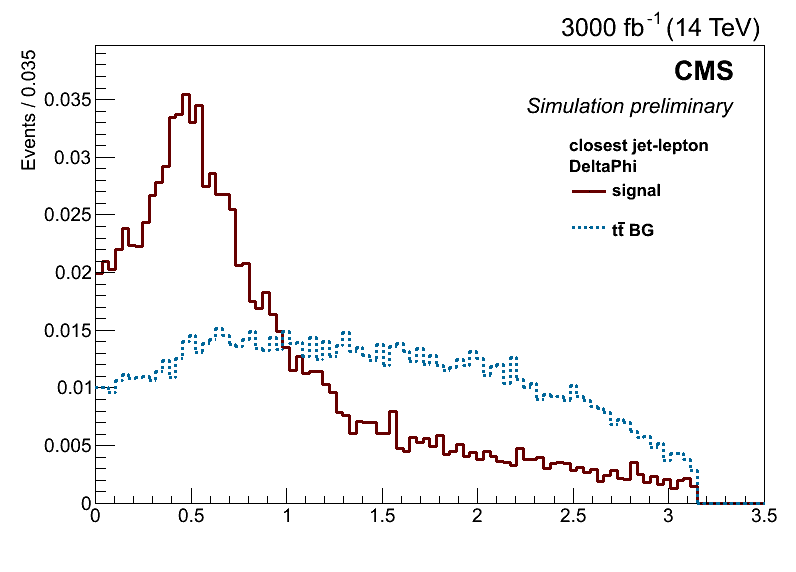 3000 fb-1 (14 TeV)
Events / 0.035
CMS
Simulation preliminary
closest jet-lepton
DeltaPhi
signal
tt̄ BG
0.035
0.03
0.025
0.02
0.015
0.01
0.005
0
0 0.5 1 1.5 2 2.5 3 3.5